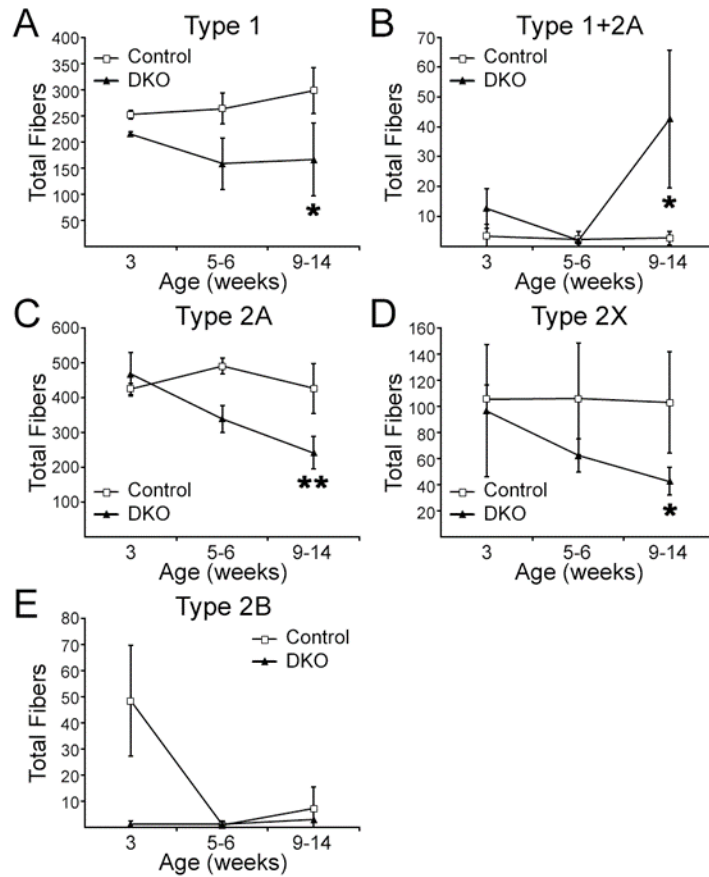 A
Type 1
400
350
300
250
200
150
100
50
Control
DKO
Total Fibers
3
5-6
9-14
*
Age (weeks)
B
Type 1+2A
70
60
50
40
30
20
10
Control
DKO
Total Fibers
3
5-6
9-14
*
Age (weeks)
C
Type 2A
600
500
400
300
200
100
Control
DKO
Total Fibers
3
5-6
9-14
**
Age (weeks)
D
Type 2X
160
140
120
100
80
60
40
20
Control
DKO
Total Fibers
3
5-6
9-14
*
Age (weeks)
E
Type 2B
80
70
60
50
40
30
20
10
Control
DKO
Total Fibers
3
5-6
9-14
Age (weeks)